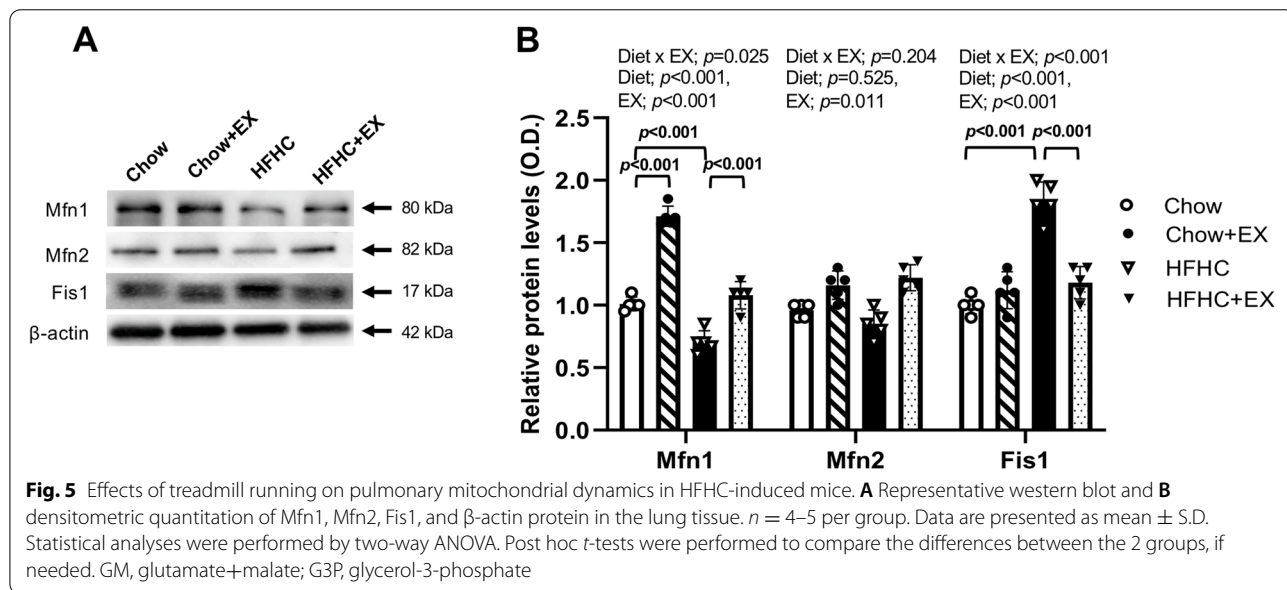 A
Chow
Chow+EX
HFHC
HFHC+EX
Mfn1
80 kDa
Mfn2
82 kDa
Fis1
17 kDa
β-actin
42 kDa
B
Diet x EX; p=0.025
Diet; p<0.001,
EX; p<0.001
Diet x EX; p=0.204
Diet; p=0.525,
EX; p=0.011
Diet x EX; p<0.001
Diet; p<0.001,
EX; p<0.001
Relative protein levels (O.D.)
2.5
2.0
1.5
1.0
0.5
0.0
p<0.001
p<0.001
p<0.001
p<0.001
p<0.001
Mfn1
Mfn2
Fis1
Chow
Chow+EX
HFHC
HFHC+EX
Fig. 5 Effects of treadmill running on pulmonary mitochondrial dynamics in HFHC-induced mice. A Representative western blot and B
densitometric quantitation of Mfn1, Mfn2, Fis1, and β-actin protein in the lung tissue. n = 4–5 per group. Data are presented as mean ± S.D.
Statistical analyses were performed by two-way ANOVA. Post hoc t-tests were performed to compare the differences between the 2 groups, if
needed. GM, glutamate+malate; G3P, glycerol-3-phosphate